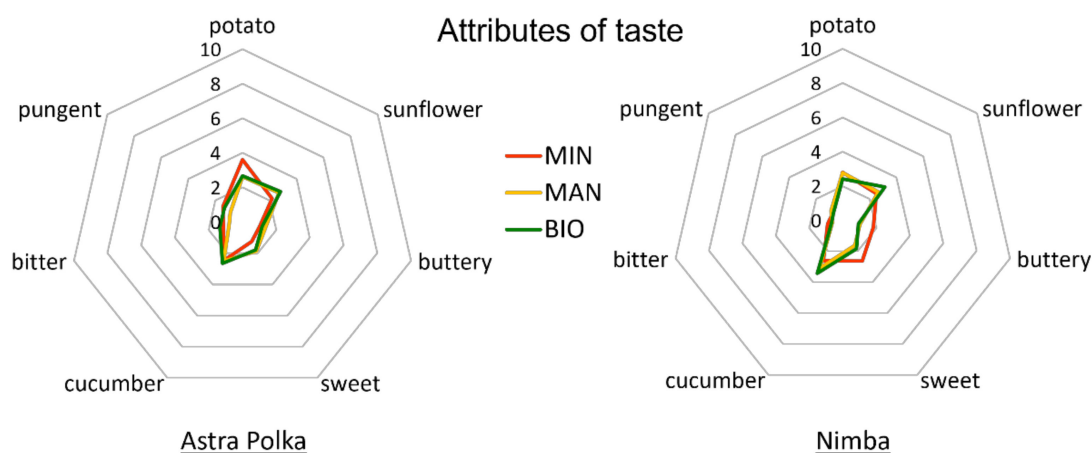 Attributes of taste
potato
10
8
6
4
2
0
pungent
sunflower
bitter
buttery
cucumber
sweet
Astra Polka
MIN
MAN
BIO
potato
10
8
6
4
2
0
pungent
sunflower
bitter
buttery
cucumber
sweet
Nimba